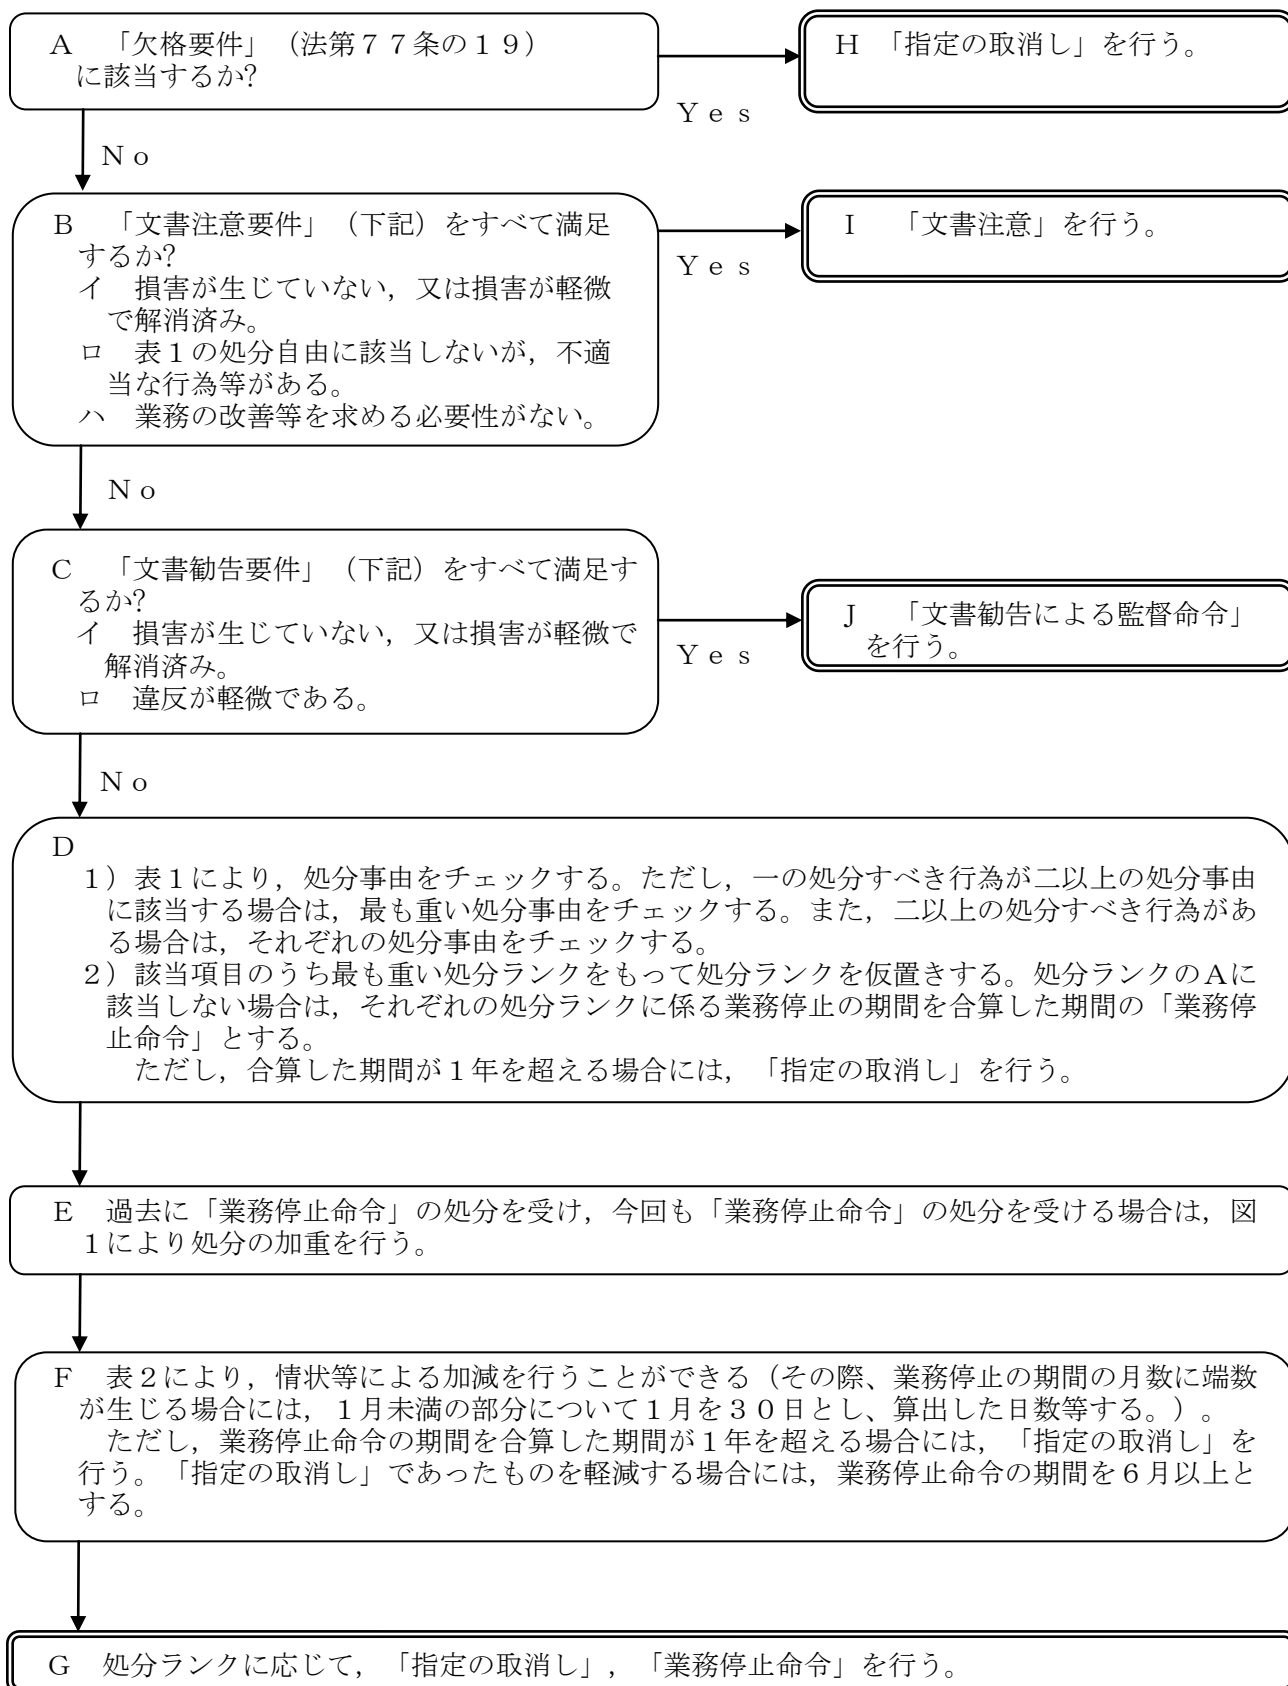 Ａ　「欠格要件」（法第７７条の１９）
に該当するか?
Ｈ　「指定の取消し」を行う。
Ｙｅｓ
Ｎｏ
Ｂ　「文書注意要件」（下記）をすべて満足
するか?
イ　損害が生じていない，又は損害が軽微
で解消済み。
ロ　表１の処分自由に該当しないが，不適
当な行為等がある。
ハ　業務の改善等を求める必要性がない。
Ｉ　「文書注意」を行う。
Ｙｅｓ
Ｎｏ
Ｃ　「文書勧告要件」（下記）をすべて満足す
るか?
イ　損害が生じていない，又は損害が軽微で
解消済み。
ロ　違反が軽微である。
Ｊ　「文書勧告による監督命令」
を行う。
Ｙｅｓ
Ｎｏ
Ｄ
１）表１により，処分事由をチェックする。ただし，一の処分すべき行為が二以上の処分事由
に該当する場合は，最も重い処分事由をチェックする。また，二以上の処分すべき行為があ
る場合は，それぞれの処分事由をチェックする。
２）該当項目のうち最も重い処分ランクをもって処分ランクを仮置きする。処分ランクのＡに
該当しない場合は，それぞれの処分ランクに係る業務停止の期間を合算した期間の「業務停
止命令」とする。
ただし，合算した期間が１年を超える場合には，「指定の取消し」を行う。
Ｅ　過去に「業務停止命令」の処分を受け，今回も「業務停止命令」の処分を受ける場合は，図
１により処分の加重を行う。
Ｆ　表２により，情状等による加減を行うことができる（その際、業務停止の期間の月数に端数
が生じる場合には，１月未満の部分について１月を３０日とし、算出した日数等する。）。
ただし，業務停止命令の期間を合算した期間が１年を超える場合には，「指定の取消し」を
行う。「指定の取消し」であったものを軽減する場合には，業務停止命令の期間を６月以上と
する。
Ｇ　処分ランクに応じて，「指定の取消し」，「業務停止命令」を行う。